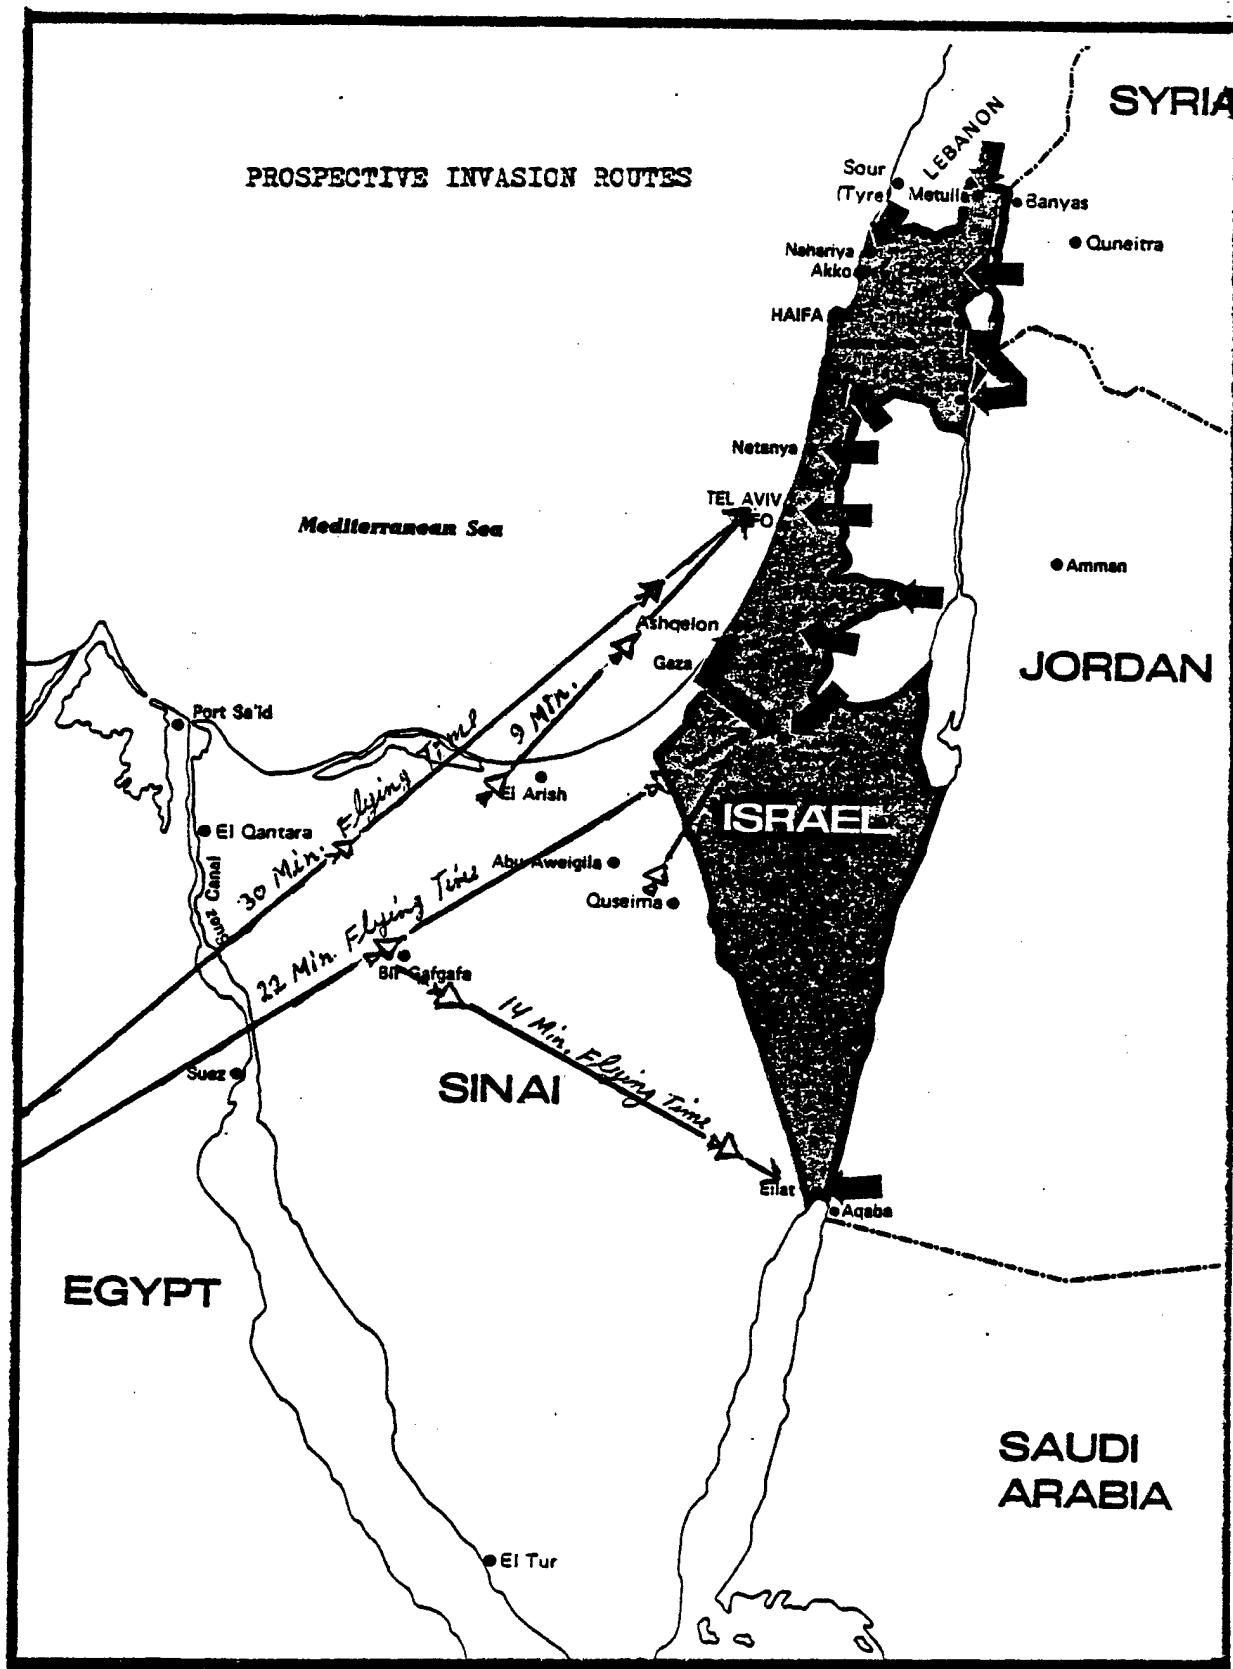 SYRIA
LEBANON
PROSPECTIVE INVASION ROUTES
Sour
(Tyre
Metulla
Banyas
Quneitra
Nahariya
Akko
HAIFA
Netanya
TEL AVIV
Mediterranean Sea
Amman
Ashqelon
Gaza
JORDAN
Port Sa'id
9 Min.
30 Min. Flying Time
El Arish
ISRAEL
El Qantara
Abu Aweigila
Suez Canal
Quseima
22 Min. Flying Time
Bir Gafgafa
14 Min. Flying Time
Suez
SINAI
Eilat
Aqaba
EGYPT
SAUDI
ARABIA
El Tur